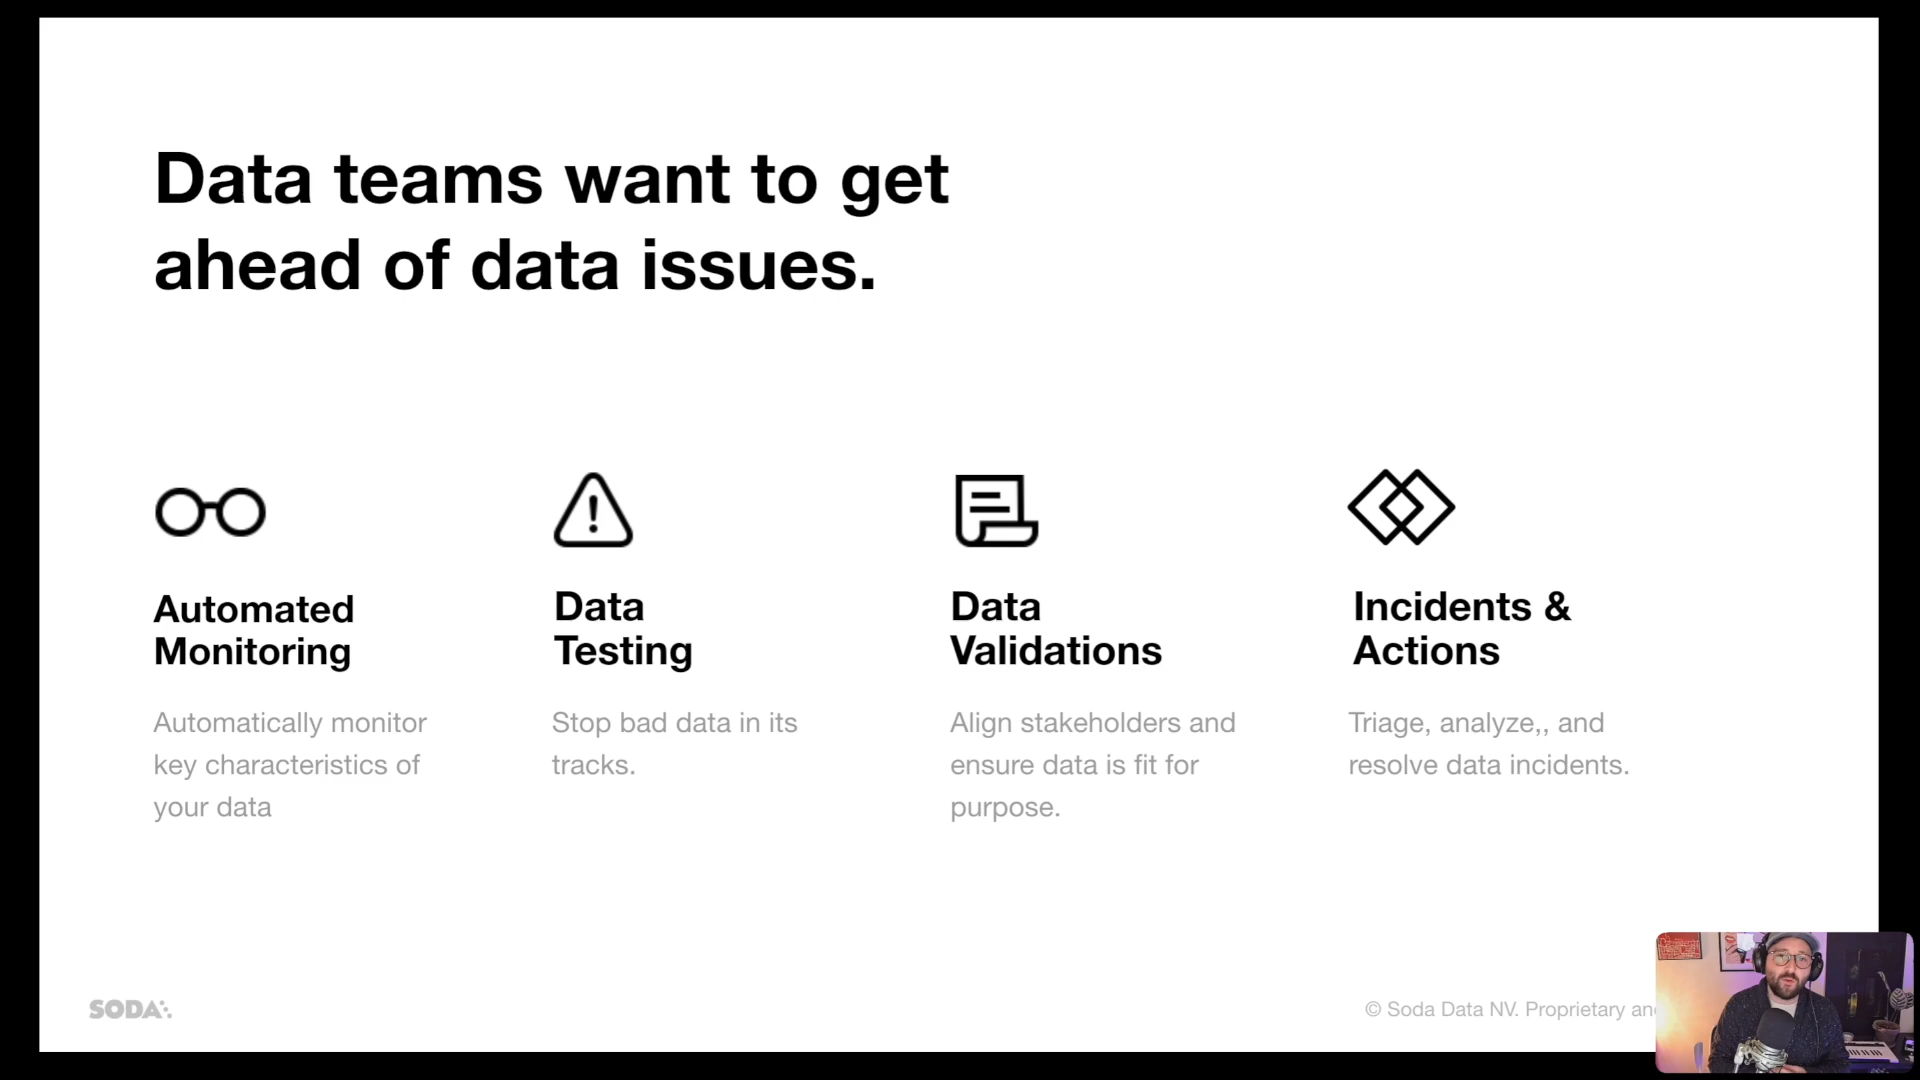 Data teams want to get
ahead of data issues.
Automated
Monitoring
Automatically monitor
key characteristics of
your data
Data
Testing
Stop bad data in its
tracks.
Data
Validations
Align stakeholders and
ensure data is fit for
purpose.
Incidents &
Actions
Triage, analyze,, and
resolve data incidents.
SODA
© Soda Data NV. Proprietary an